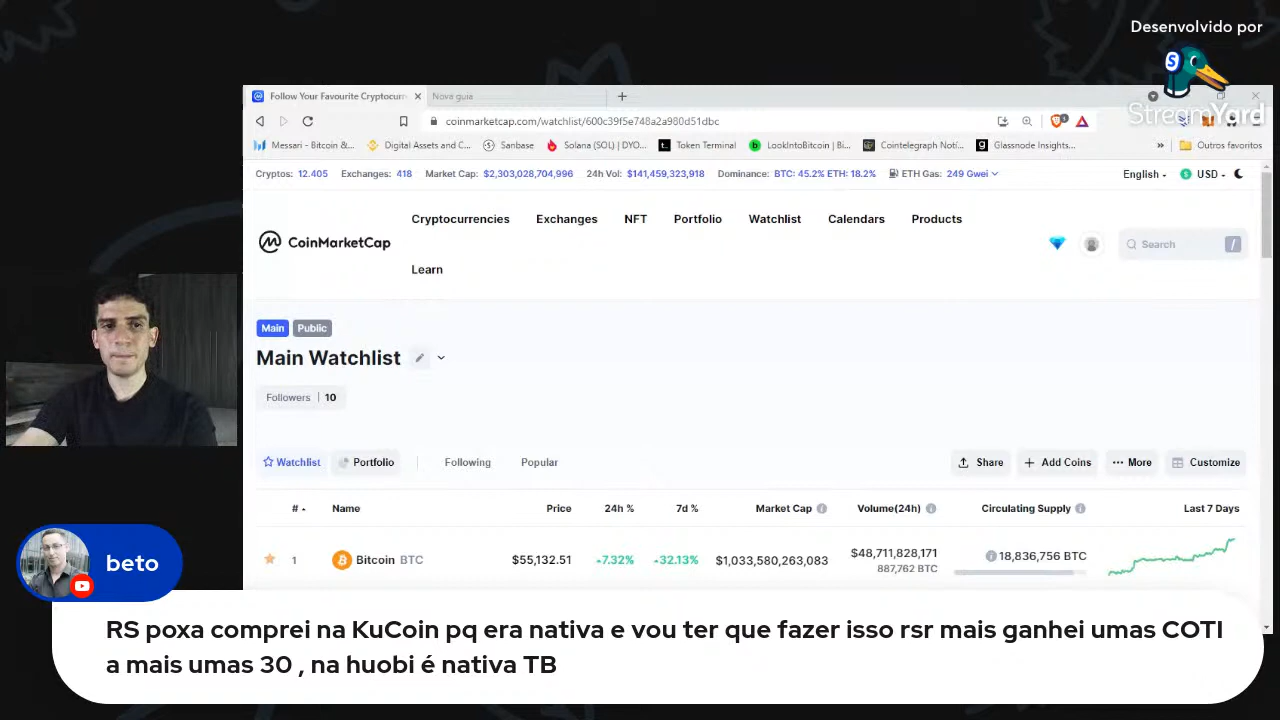 Desenvolvido por
StreamYard
Follow Your Favourite Cryptocurr
Nova guia
coinmarketcap.com/watchlist/600c39f5e748a2a980d51dbc
Messari - Bitcoin &... Digital Assets and C... Sanbase Solana (SOL) | DYO... Token Terminal LookIntoBitcoin | Bi... Cointelegraph Notí... Glassnode Insights... » Outros favoritos
Cryptos: 12.405 Exchanges: 418 Market Cap: $2,303,028,704,996 24h Vol: $141,459,323,918 Dominance: BTC: 45.2% ETH: 18.2% ETH Gas: 249 Gwei English USD
Cryptocurrencies Exchanges NFT Portfolio Watchlist Calendars Products
CoinMarketCap
Search /
Learn
Main Public
Main Watchlist
Followers | 10
Watchlist Portfolio Following Popular Share + Add Coins ... More Customize
# Name Price 24h % 7d % Market Cap Volume(24h) Circulating Supply Last 7 Days
1 Bitcoin BTC $55,132.51 7.32% 32.13% $1,033,580,263,083 $48,711,828,171 18,836,756 BTC
887,762 BTC
beto
RS poxa comprei na KuCoin pq era nativa e vou ter que fazer isso rsr mais ganhei umas COTI
a mais umas 30 , na huobi é nativa TB